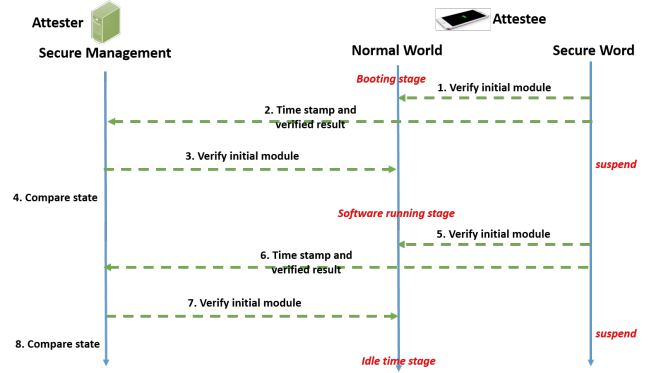 Attester
Attestee
Secure Management
Normal World
Secure Word
Booting stage
1. Verify initial module
2. Time stamp and
verified result
3. Verify initial module
suspend
4. Compare state
Software running stage
5. Verify initial module
6. Time stamp and
verified result
7. Verify initial module
suspend
8. Compare state
Idle time stage